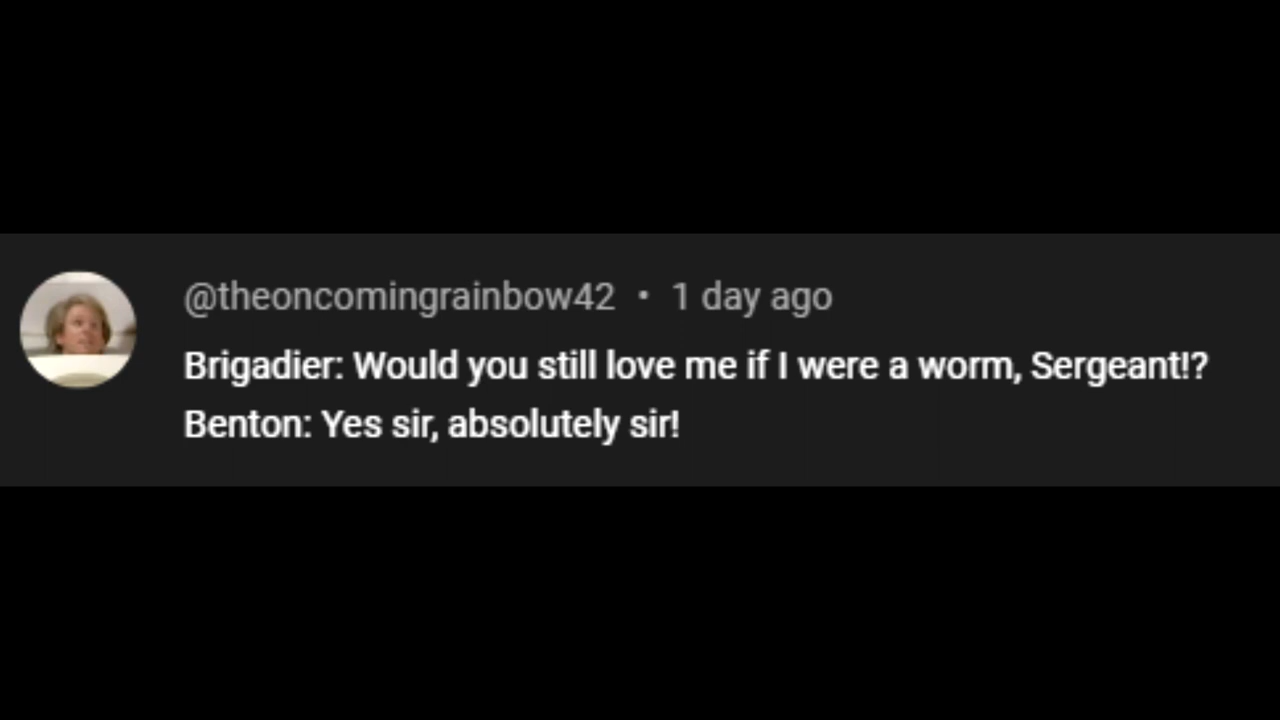 @theoncomingrainbow42 • 1 day ago
Brigadier: Would you still love me if I were a worm, Sergeant!?
Benton: Yes sir, absolutely sir!